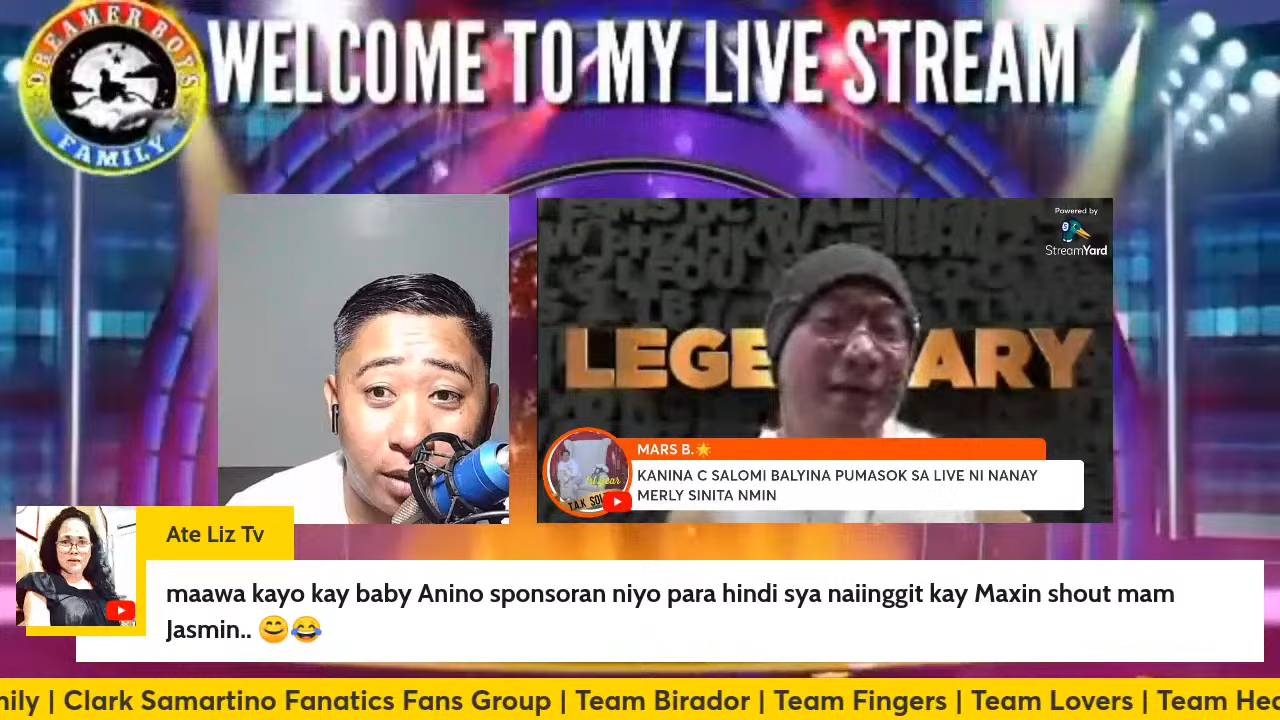 DREAMER BOYS
FAMILY
WELCOME TO MY LIVE STREAM
Powered by
StreamYard
LEGE ARY
MARS B.🌟
KANINA C SALOMI BALYINA PUMASOK SA LIVE NI NANAY
MERLY SINITA NMIN
1st year
T.A.K
Ate Liz Tv
maawa kayo kay baby Anino sponsoran niyo para hindi sya naiinggit kay Maxin shout mam
Jasmin.. 😊😂
nily | Clark Samartino Fanatics Fans Group | Team Birador | Team Fingers | Team Lovers | Team Hea